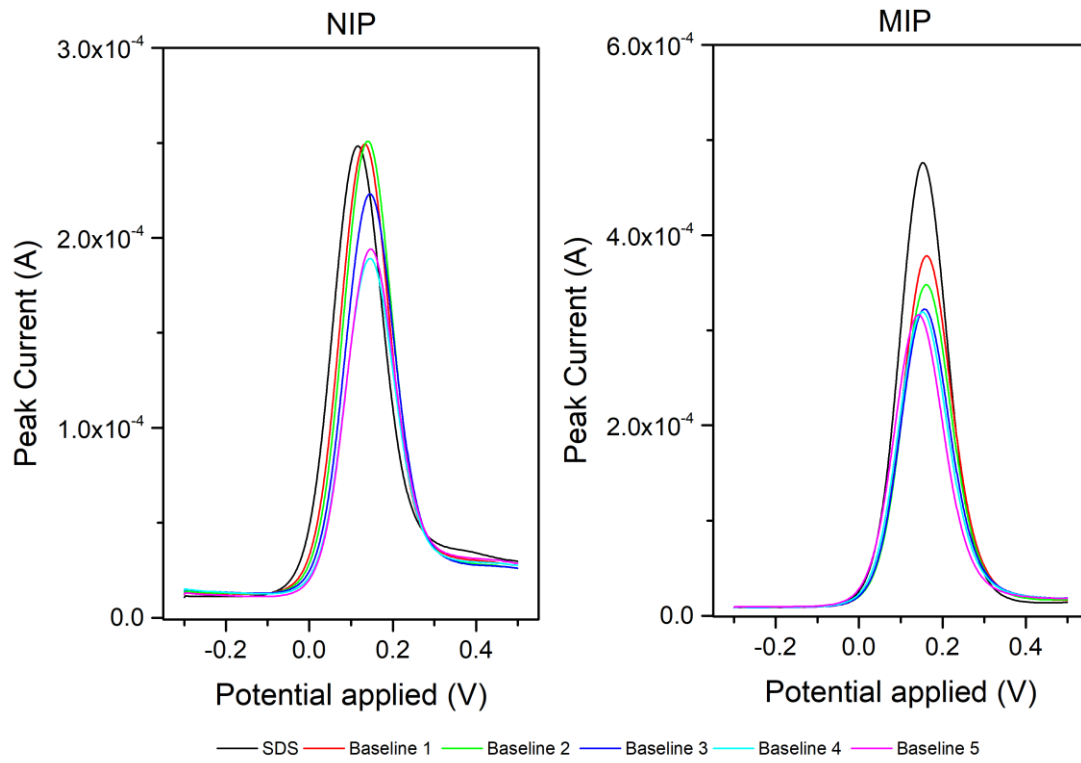 NIP
3.0x10⁻⁴
2.0x10⁻⁴
1.0x10⁻⁴
0.0
Peak Current (A)
-0.2 0.0 0.2 0.4
Potential applied (V)
MIP
6.0x10⁻⁴
4.0x10⁻⁴
2.0x10⁻⁴
0.0
Peak Current (A)
-0.2 0.0 0.2 0.4
Potential applied (V)
SDS Baseline 1 Baseline 2 Baseline 3 Baseline 4 Baseline 5